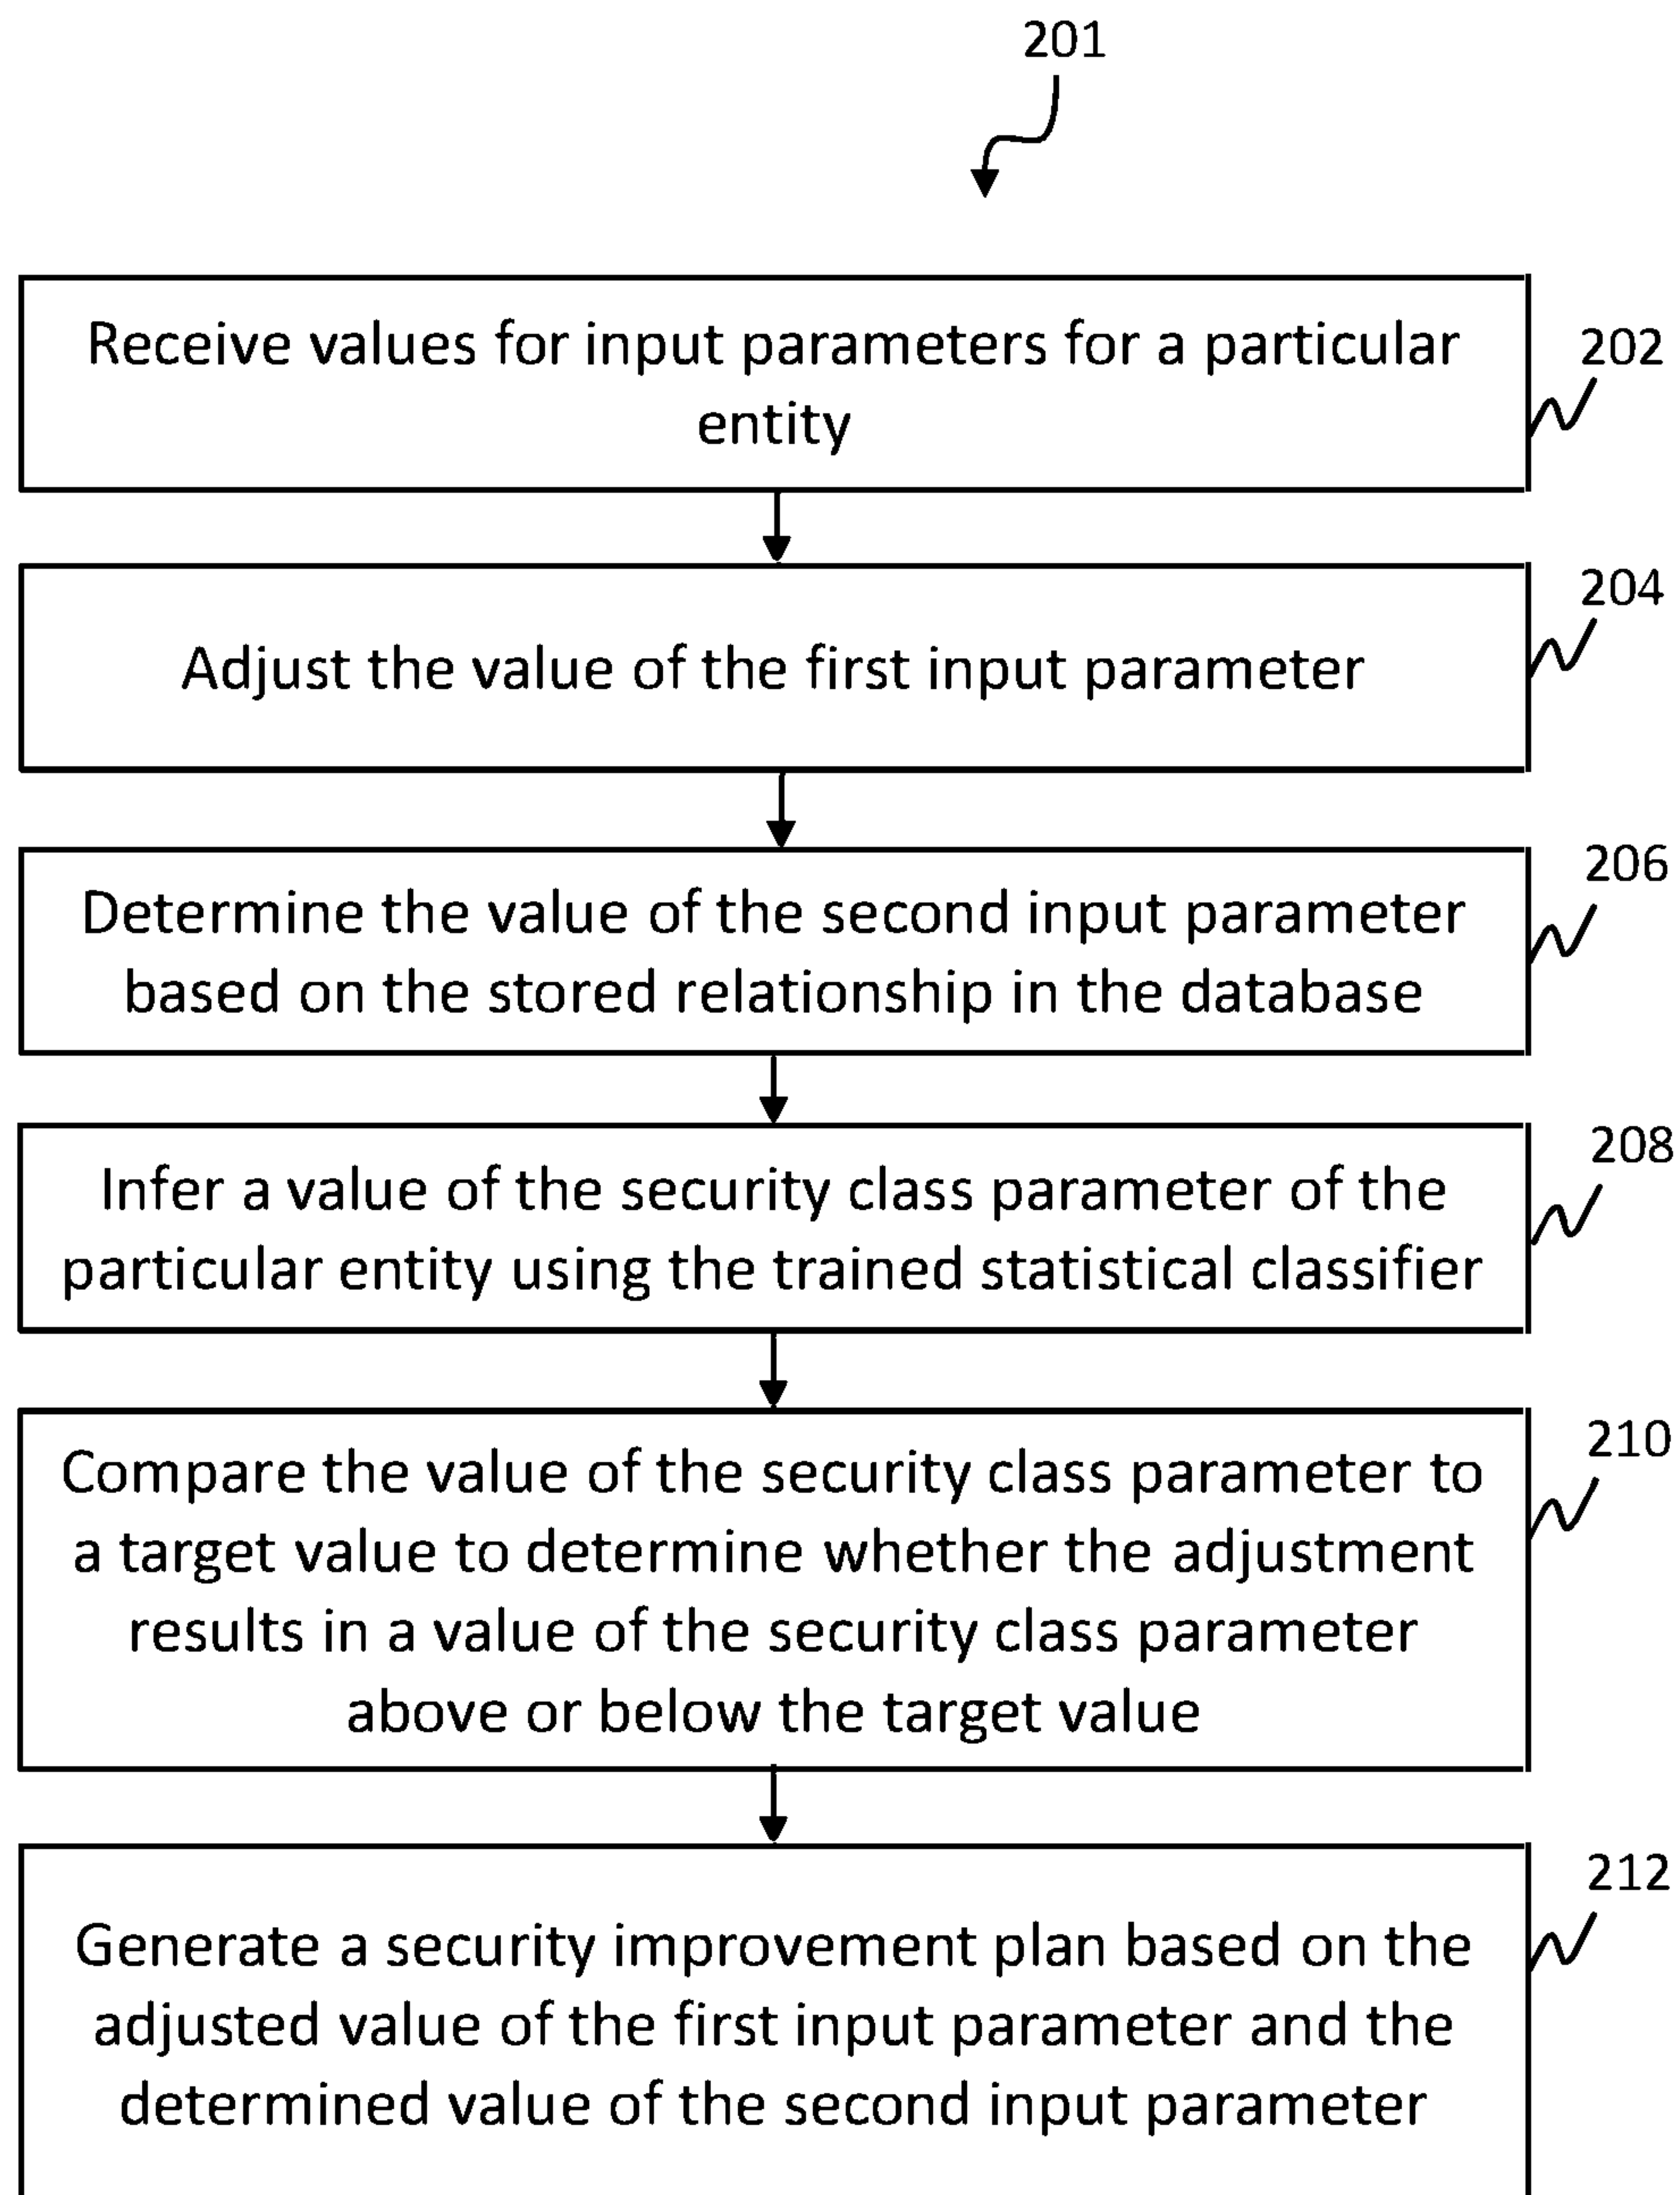 201
Receive values for input parameters for a particular
entity
202
Adjust the value of the first input parameter
204
Determine the value of the second input parameter
based on the stored relationship in the database
206
Infer a value of the security class parameter of the
particular entity using the trained statistical classifier
208
Compare the value of the security class parameter to
a target value to determine whether the adjustment
results in a value of the security class parameter
above or below the target value
210
Generate a security improvement plan based on the
adjusted value of the first input parameter and the
determined value of the second input parameter
212